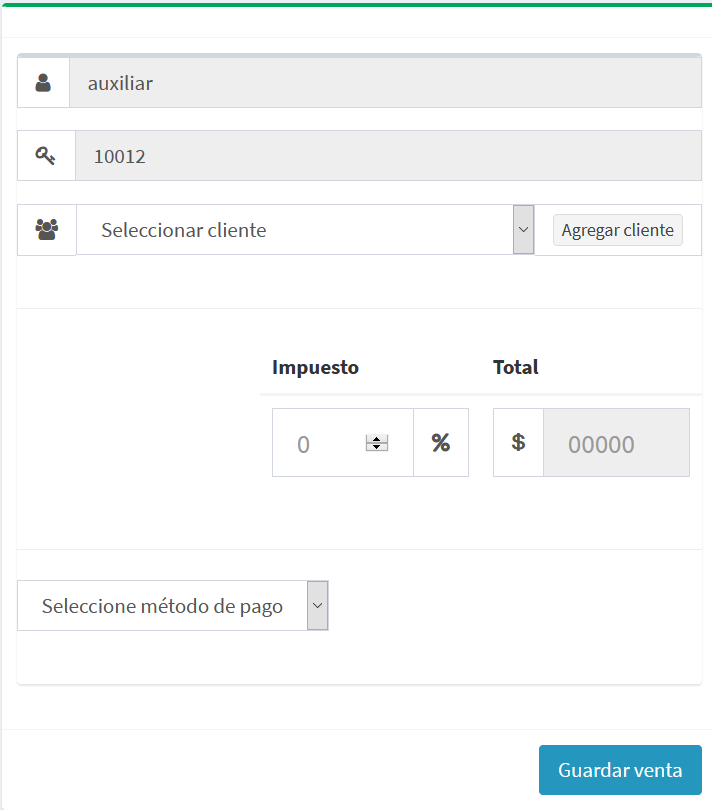 auxiliar
10012
Seleccionar cliente Agregar cliente
Impuesto Total
0 % $ 00000
Seleccione método de pago
Guardar venta